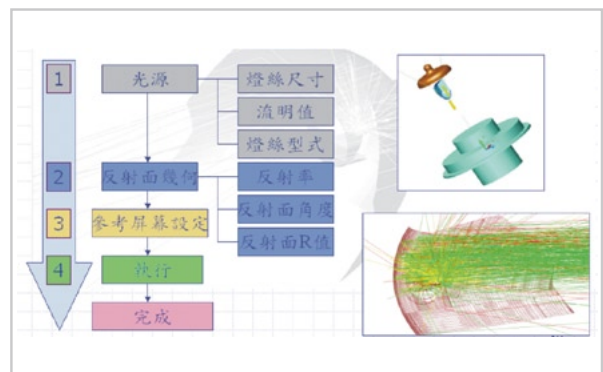 1
光源
燈絲尺寸
流明值
燈絲型式
2
反射面幾何
反射率
3
參考屏幕設定
反射面角度
反射面R值
4
執行
完成